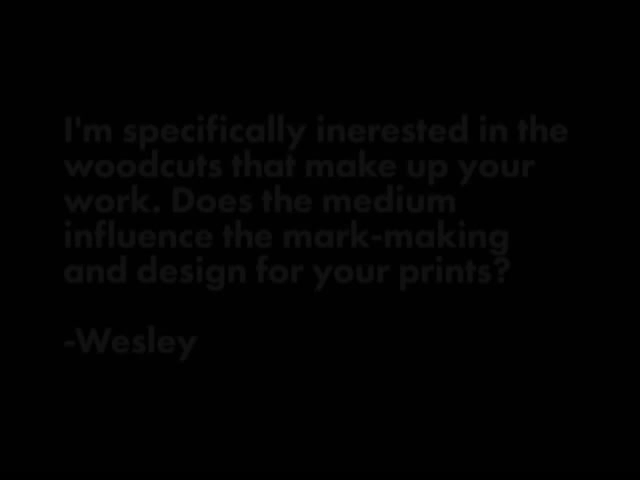 I'm specifically inerested in the
woodcuts that make up your
work. Does the medium
influence the mark-making
and design for your prints?
-Wesley